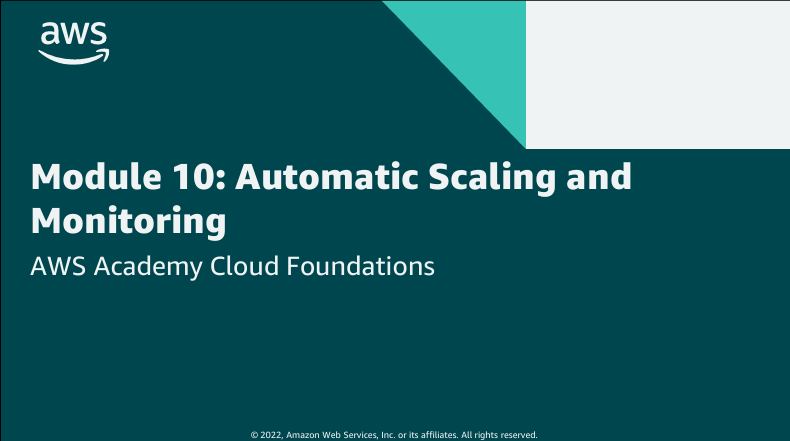 aws
Module 10: Automatic Scaling and
Monitoring
AWS Academy Cloud Foundations
© 2022, Amazon Web Services, Inc. or its affiliates. All rights reserved.